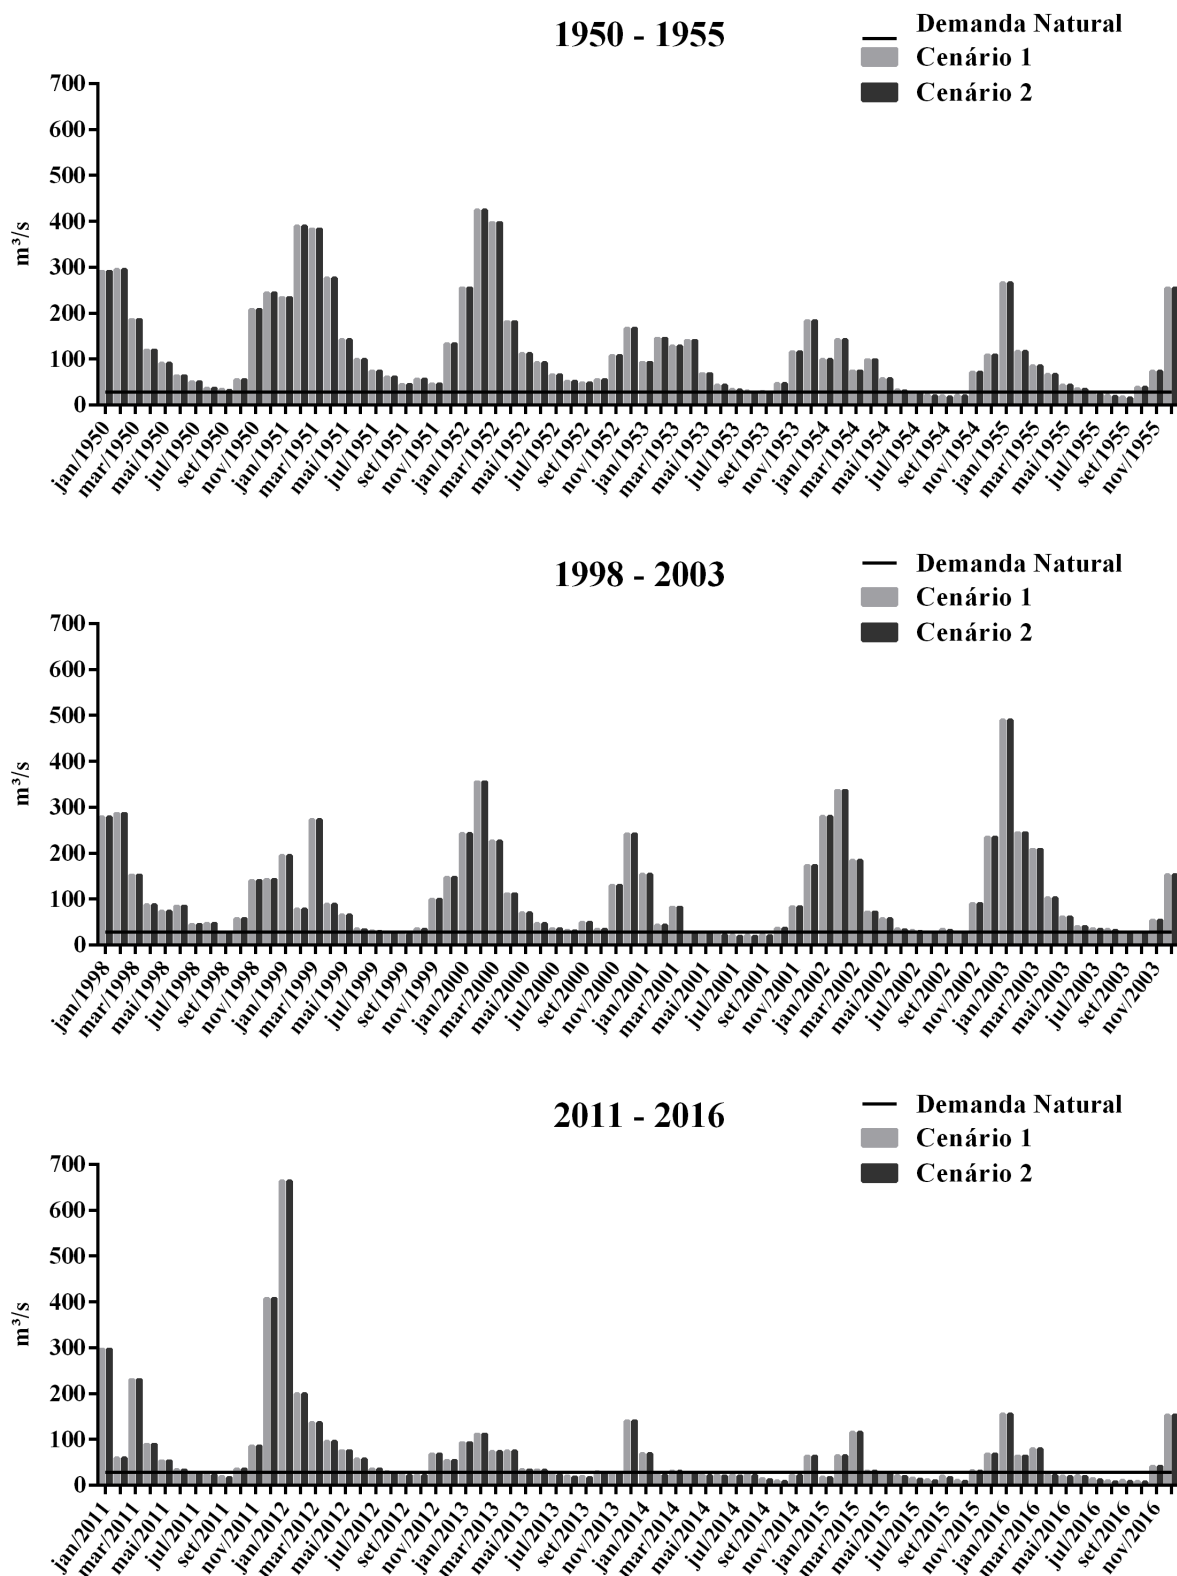 1950 - 1955
Demanda Natural
Cenário 1
Cenário 2
m³/s
700
600
500
400
300
200
100
0
jan/1950
mar/1950
mai/1950
jul/1950
set/1950
nov/1950
jan/1951
mar/1951
mai/1951
jul/1951
set/1951
nov/1951
jan/1952
mar/1952
mai/1952
jul/1952
set/1952
nov/1952
jan/1953
mar/1953
mai/1953
jul/1953
set/1953
nov/1953
jan/1954
mar/1954
mai/1954
jul/1954
set/1954
nov/1954
jan/1955
mar/1955
mai/1955
jul/1955
set/1955
nov/1955
1998 - 2003
Demanda Natural
Cenário 1
Cenário 2
m³/s
700
600
500
400
300
200
100
0
jan/1998
mar/1998
mai/1998
jul/1998
set/1998
nov/1998
jan/1999
mar/1999
mai/1999
jul/1999
set/1999
nov/1999
jan/2000
mar/2000
mai/2000
jul/2000
set/2000
nov/2000
jan/2001
mar/2001
mai/2001
jul/2001
set/2001
nov/2001
jan/2002
mar/2002
mai/2002
jul/2002
set/2002
nov/2002
jan/2003
mar/2003
mai/2003
jul/2003
set/2003
nov/2003
2011 - 2016
Demanda Natural
Cenário 1
Cenário 2
m³/s
700
600
500
400
300
200
100
0
jan/2011
mar/2011
mai/2011
jul/2011
set/2011
nov/2011
jan/2012
mar/2012
mai/2012
jul/2012
set/2012
nov/2012
jan/2013
mar/2013
mai/2013
jul/2013
set/2013
nov/2013
jan/2014
mar/2014
mai/2014
jul/2014
set/2014
nov/2014
jan/2015
mar/2015
mai/2015
jul/2015
set/2015
nov/2015
jan/2016
mar/2016
mai/2016
jul/2016
set/2016
nov/2016